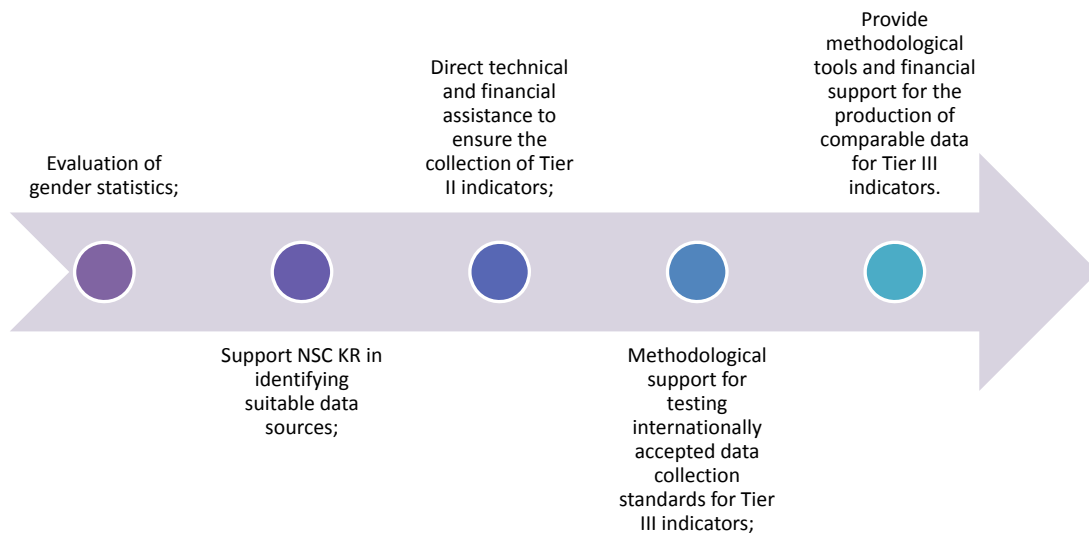 Evaluation of
gender statistics;
Support NSC KR in
identifying
suitable data
sources;
Direct technical
and financial
assistance to
ensure the
collection of Tier
II indicators;
Methodological
support for
testing
internationally
accepted data
collection
standards for Tier
III indicators;
Provide
methodological
tools and financial
support for the
production of
comparable data
for Tier III
indicators.